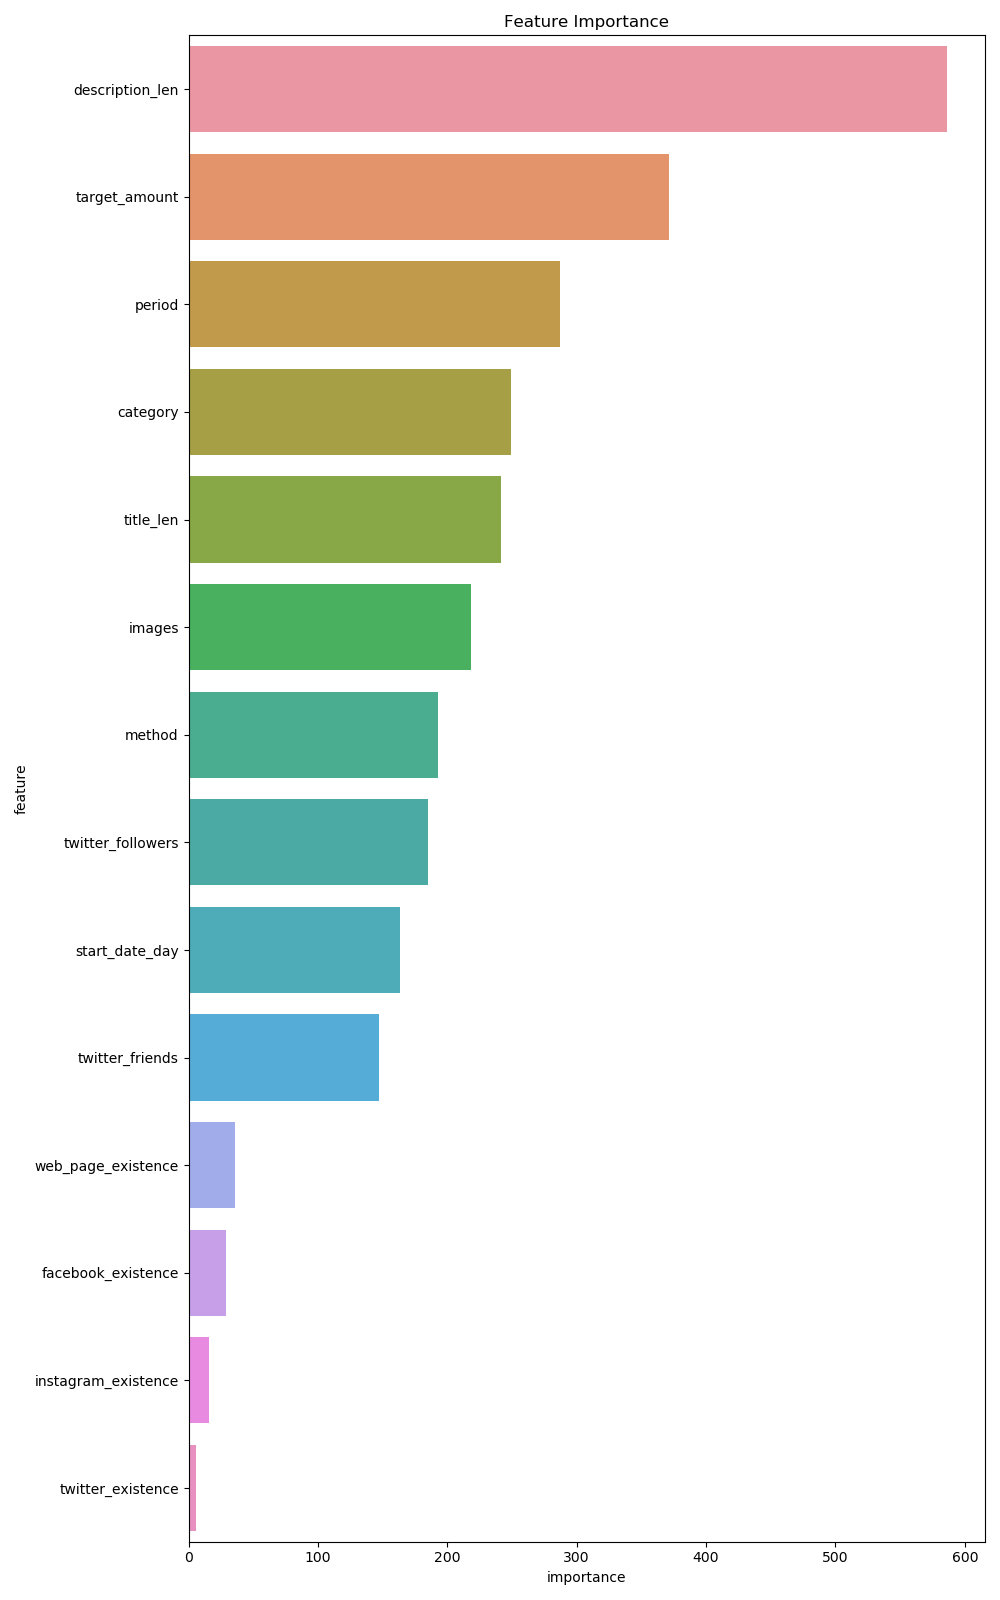 Feature Importance
description_len
target_amount
period
category
title_len
images
method
twitter_followers
start_date_day
twitter_friends
web_page_existence
facebook_existence
instagram_existence
twitter_existence
feature
0 100 200 300 400 500 600
importance